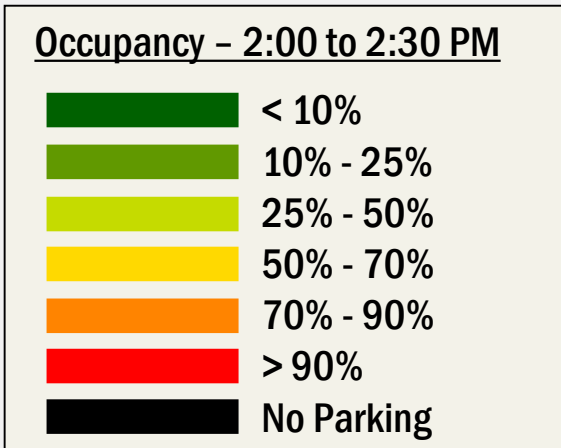 Occupancy – 2:00 to 2:30 PM
< 10%
10% - 25%
25% - 50%
50% - 70%
70% - 90%
> 90%
No Parking